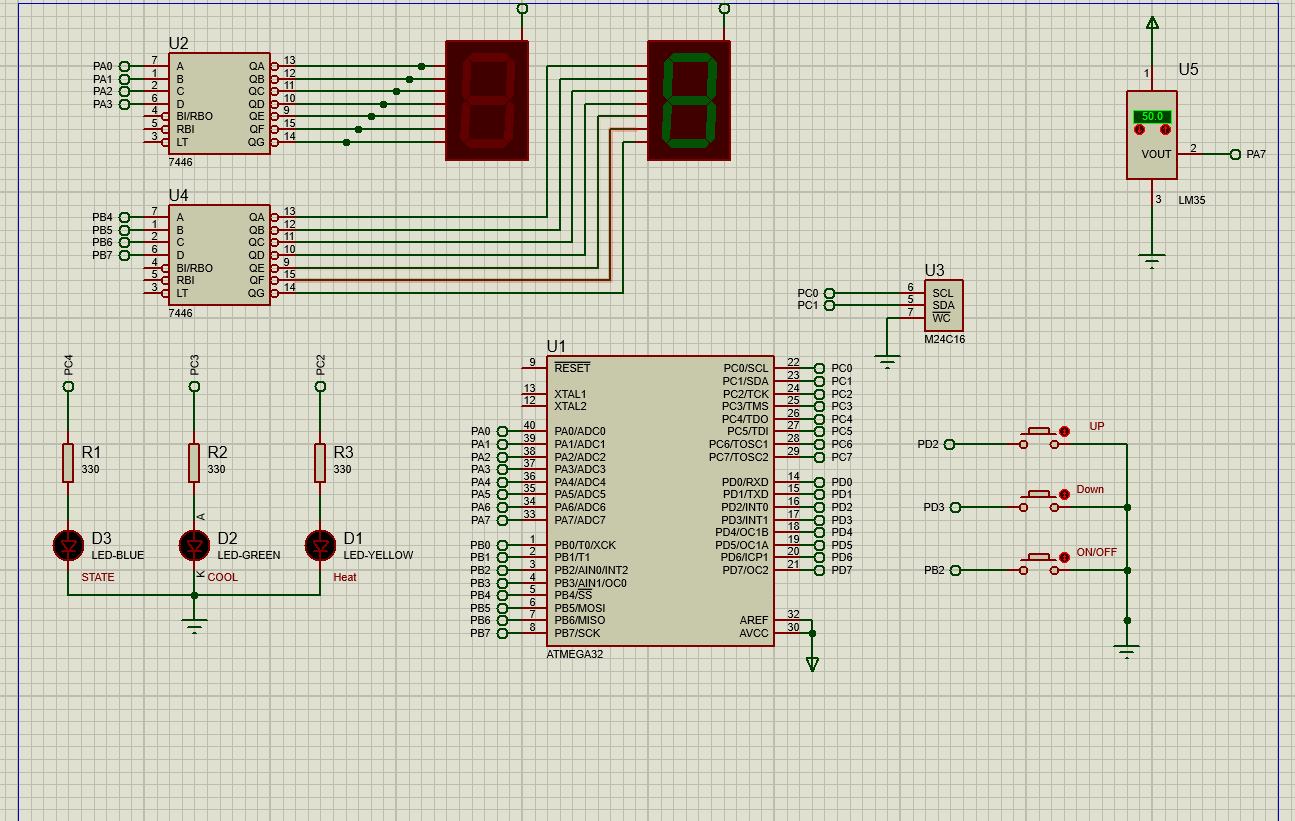 U2
PA0 7 A QA 13
PA1 1 B QB 12
PA2 2 C QC 11
PA3 6 D QD 10
4 BI/RBO QE 9
5 RBI QF 15
3 LT QG 14
7446
U4
PB4 7 A QA 13
PB5 1 B QB 12
PB6 2 C QC 11
PB7 6 D QD 10
4 BI/RBO QE 9
5 RBI QF 15
3 LT QG 14
7446
U5
1
50.0
VOUT 2 PA7
3 LM35
U3
PC0 6 SCL
PC1 5 SDA
7 WC
M24C16
PC4 PC3 PC2
R1 R2 R3
330 330 330
A
D3 D2 D1
LED-BLUE LED-GREEN LED-YELLOW
STATE K COOL Heat
U1
9 RESET PC0/SCL 22 PC0
PC1/SDA 23 PC1
13 XTAL1 PC2/TCK 24 PC2
12 XTAL2 PC3/TMS 25 PC3
PC4/TDO 26 PC4
PA0 40 PA0/ADC0 PC5/TDI 27 PC5
PA1 39 PA1/ADC1 PC6/TOSC1 28 PC6
PA2 38 PA2/ADC2 PC7/TOSC2 29 PC7
PA3 37 PA3/ADC3
PA4 36 PA4/ADC4 PD0/RXD 14 PD0
PA5 35 PA5/ADC5 PD1/TXD 15 PD1
PA6 34 PA6/ADC6 PD2/INT0 16 PD2
PA7 33 PA7/ADC7 PD3/INT1 17 PD3
PD4/OC1B 18 PD4
PB0 1 PB0/T0/XCK PD5/OC1A 19 PD5
PB1 2 PB1/T1 PD6/ICP1 20 PD6
PB2 3 PB2/AIN0/INT2 PD7/OC2 21 PD7
PB3 4 PB3/AIN1/OC0
PB4 5 PB4/SS
PB5 6 PB5/MOSI
PB6 7 PB6/MISO AREF 32
PB7 8 PB7/SCK AVCC 30
ATMEGA32
UP
PD2
Down
PD3
ON/OFF
PB2